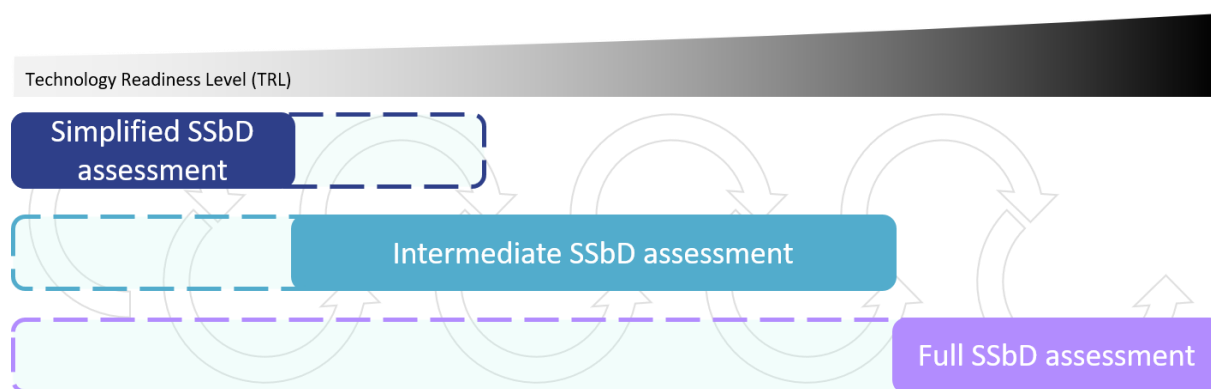 Technology Readiness Level (TRL)
Simplified SSbD
assessment
Intermediate SSbD assessment
Full SSbD assessment